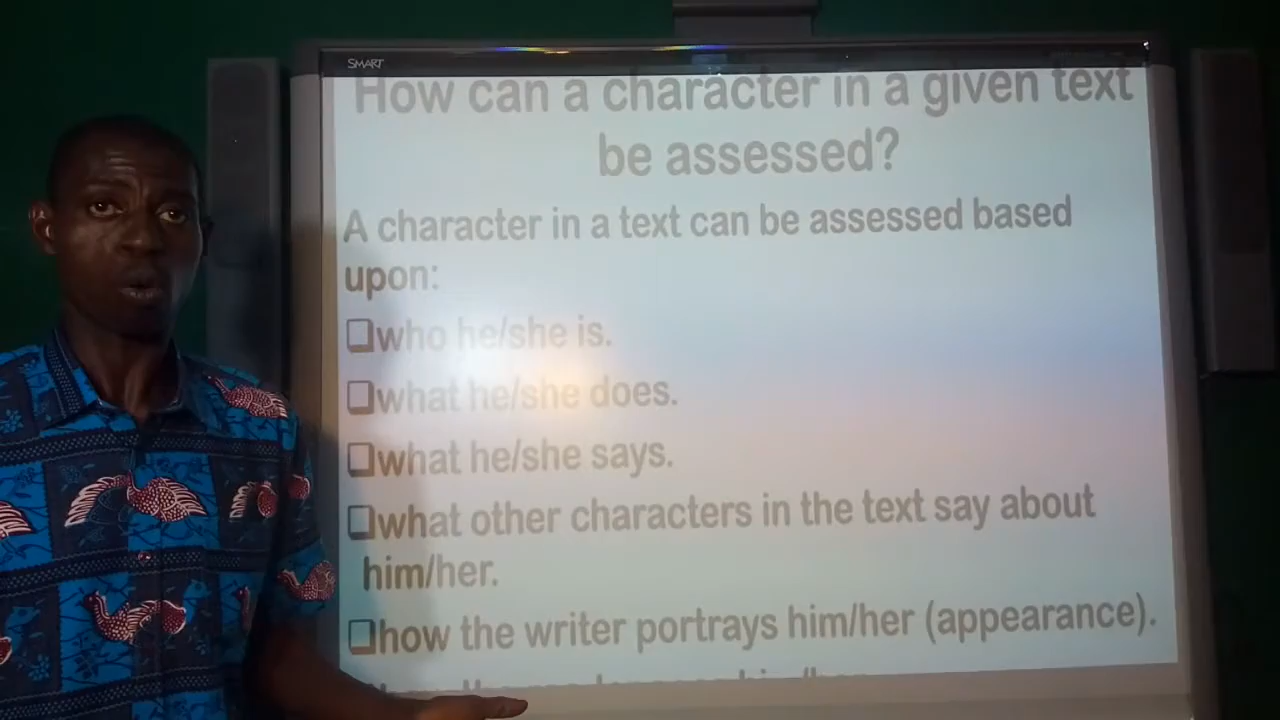 SMART
How can a character in a given text
be assessed?
A character in a text can be assessed based
upon:
❑who he/she is.
❑what he/she does.
❑what he/she says.
❑what other characters in the text say about
him/her.
❑how the writer portrays him/her (appearance).